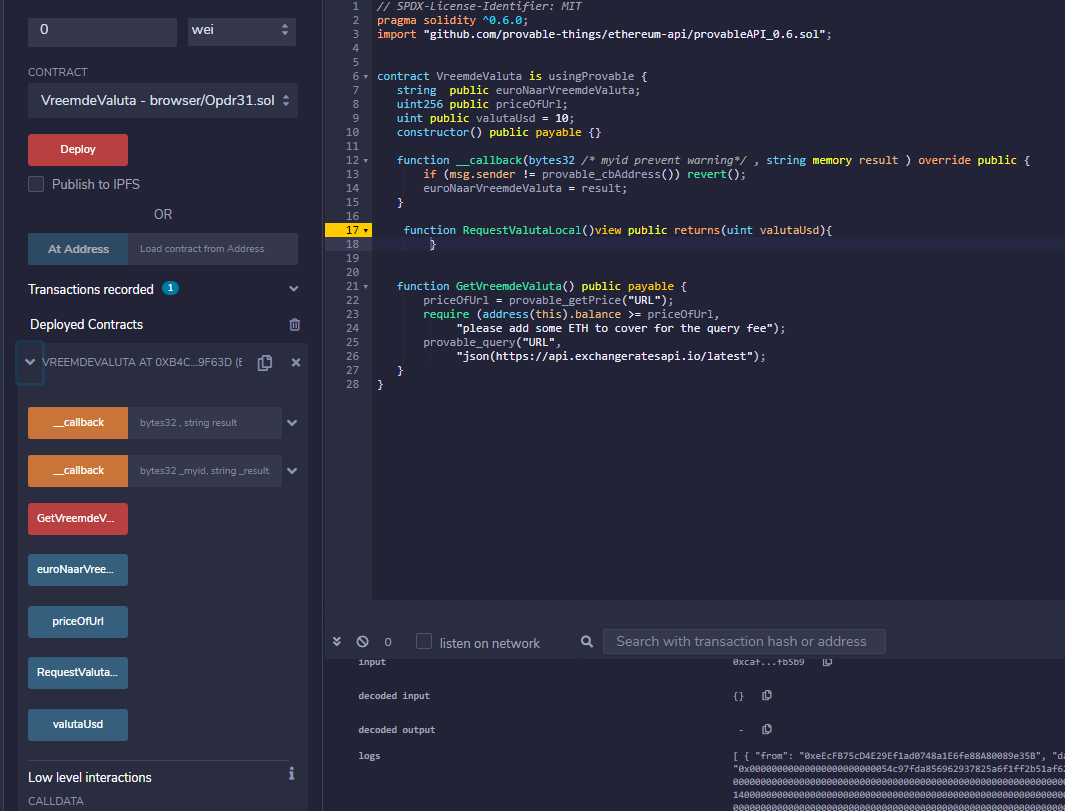 0
wei
CONTRACT
VreemdeValuta - browser/Opdr31.sol
Deploy
Publish to IPFS
OR
At Address
Load contract from Address
Transactions recorded 1
Deployed Contracts
VREEMDEVALUTA AT 0XB4C...9F63D (E
__callback
bytes32 , string result
__callback
bytes32 _myid, string _result,
GetVreemdeV...
euroNaarVree...
priceOfUrl
RequestValuta...
valutaUsd
Low level interactions
CALLDATA
1 // SPDX-License-Identifier: MIT
2 pragma solidity ^0.6.0;
3 import "github.com/provable-things/ethereum-api/provableAPI_0.6.sol";
4
5
6 contract VreemdeValuta is usingProvable {
7 string  public euroNaarVreemdeValuta;
8 uint256 public priceOfUrl;
9 uint public valutaUsd = 10;
10 constructor() public payable {}
11
12 function __callback(bytes32 /* myid prevent warning*/ , string memory result ) override public {
13 if (msg.sender != provable_cbAddress()) revert();
14 euroNaarVreemdeValuta = result;
15 }
16
17 function RequestValutaLocal()view public returns(uint valutaUsd){
18 }
19
20
21 function GetVreemdeValuta() public payable {
22 priceOfUrl = provable_getPrice("URL");
23 require (address(this).balance >= priceOfUrl,
24 "please add some ETH to cover for the query fee");
25 provable_query("URL",
26 "json(https://api.exchangeratesapi.io/latest");
27 }
28 }
0
listen on network
Search with transaction hash or address
input 0xcaf...fb5b9
decoded input {}
decoded output -
logs [ { "from": "0xeEcFB75cD4E29Ef1ad0748a1E6fe88A80089e35B", "da